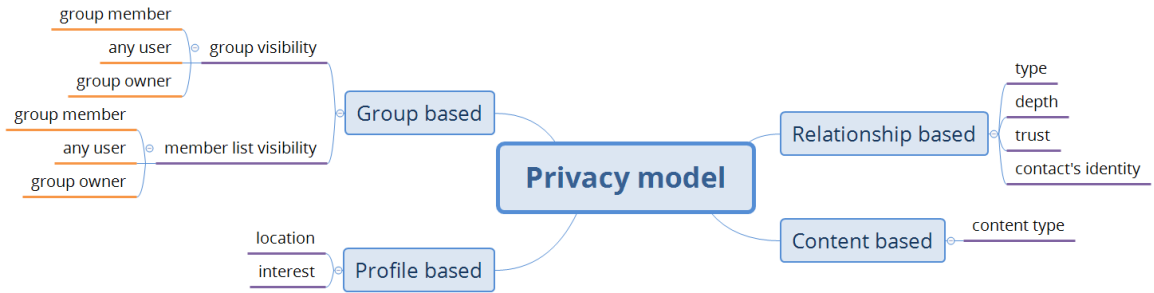 group member
any user
group owner
group visibility
group member
any user
group owner
member list visibility
Group based
location
interest
Profile based
Privacy model
Relationship based
type
depth
trust
contact's identity
Content based
content type